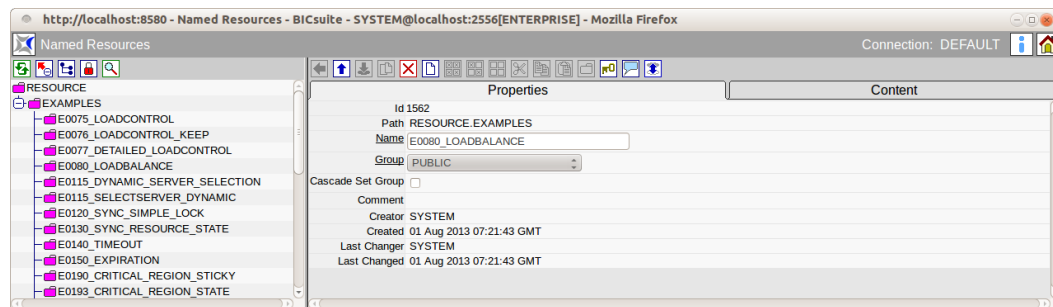 http://localhost:8580 - Named Resources - BICsuite - SYSTEM@localhost:2556[ENTERPRISE] - Mozilla Firefox
Named Resources
Connection: DEFAULT
RESOURCE
EXAMPLES
E0075_LOADCONTROL
E0076_LOADCONTROL_KEEP
E0077_DETAILED_LOADCONTROL
E0080_LOADBALANCE
E0115_DYNAMIC_SERVER_SELECTION
E0115_SELECTSERVER_DYNAMIC
E0120_SYNC_SIMPLE_LOCK
E0130_SYNC_RESOURCE_STATE
E0140_TIMEOUT
E0150_EXPIRATION
E0190_CRITICAL_REGION_STICKY
E0193_CRITICAL_REGION_STATE
Properties
Content
Id 1562
Path RESOURCE.EXAMPLES
Name E0080_LOADBALANCE
Group PUBLIC
Cascade Set Group
Comment
Creator SYSTEM
Created 01 Aug 2013 07:21:43 GMT
Last Changer SYSTEM
Last Changed 01 Aug 2013 07:21:43 GMT